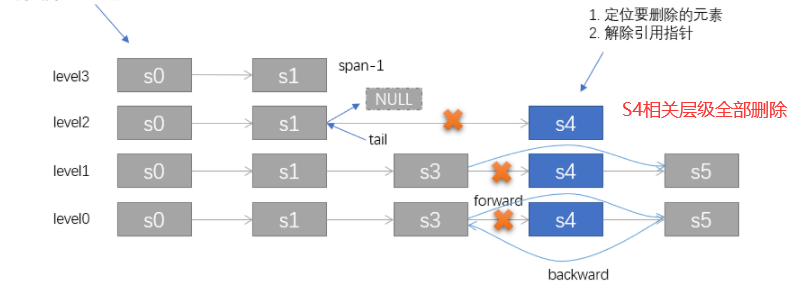 1. 定位要删除的元素
2. 解除引用指针
level3 s0 s1 span-1
NULL
level2 s0 s1 s4 S4相关层级全部删除
tail
level1 s0 s1 s3 s4 s5
forward
level0 s0 s1 s3 s4 s5
backward